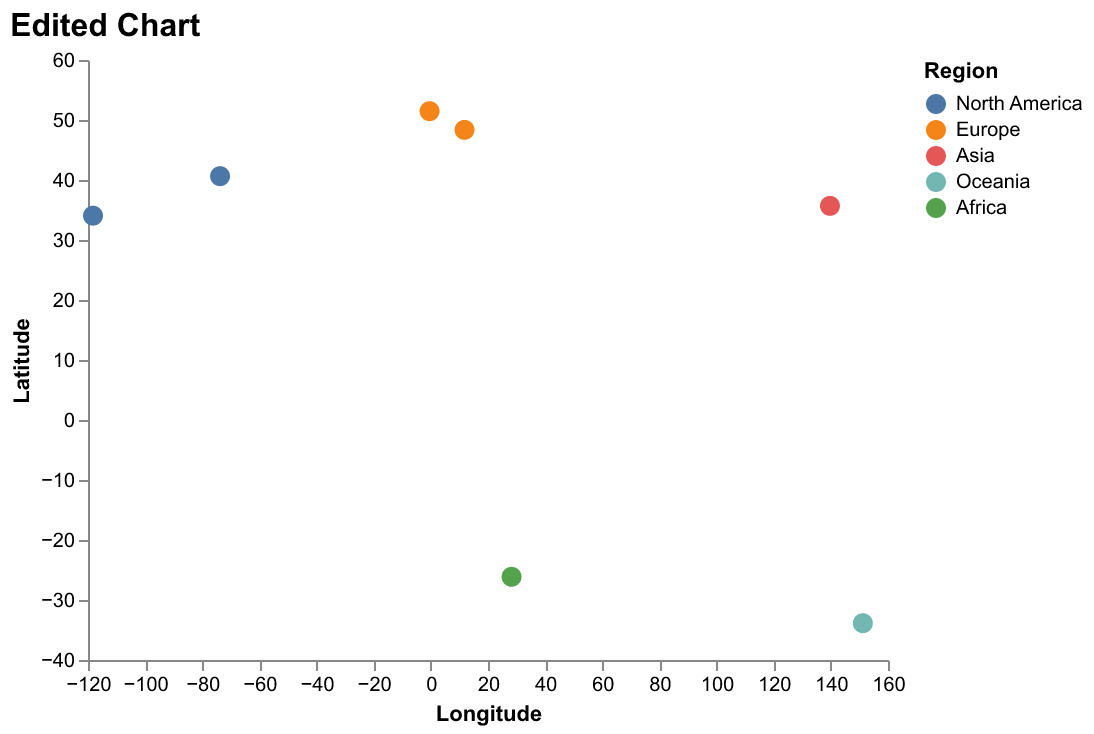 Edited Chart
60
50
40
30
20
10
0
−10
−20
−30
−40
Latitude
−120 −100 −80 −60 −40 −20 0 20 40 60 80 100 120 140 160
Longitude
Region
North America
Europe
Asia
Oceania
Africa